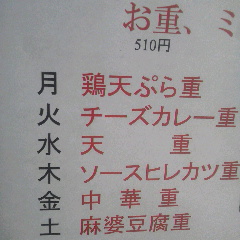 お重、ミ
510円
月 鶏天ぷら重
火 チーズカレー重
水 天 重
木 ソースヒレカツ重
金 中華重
土 麻婆豆腐重